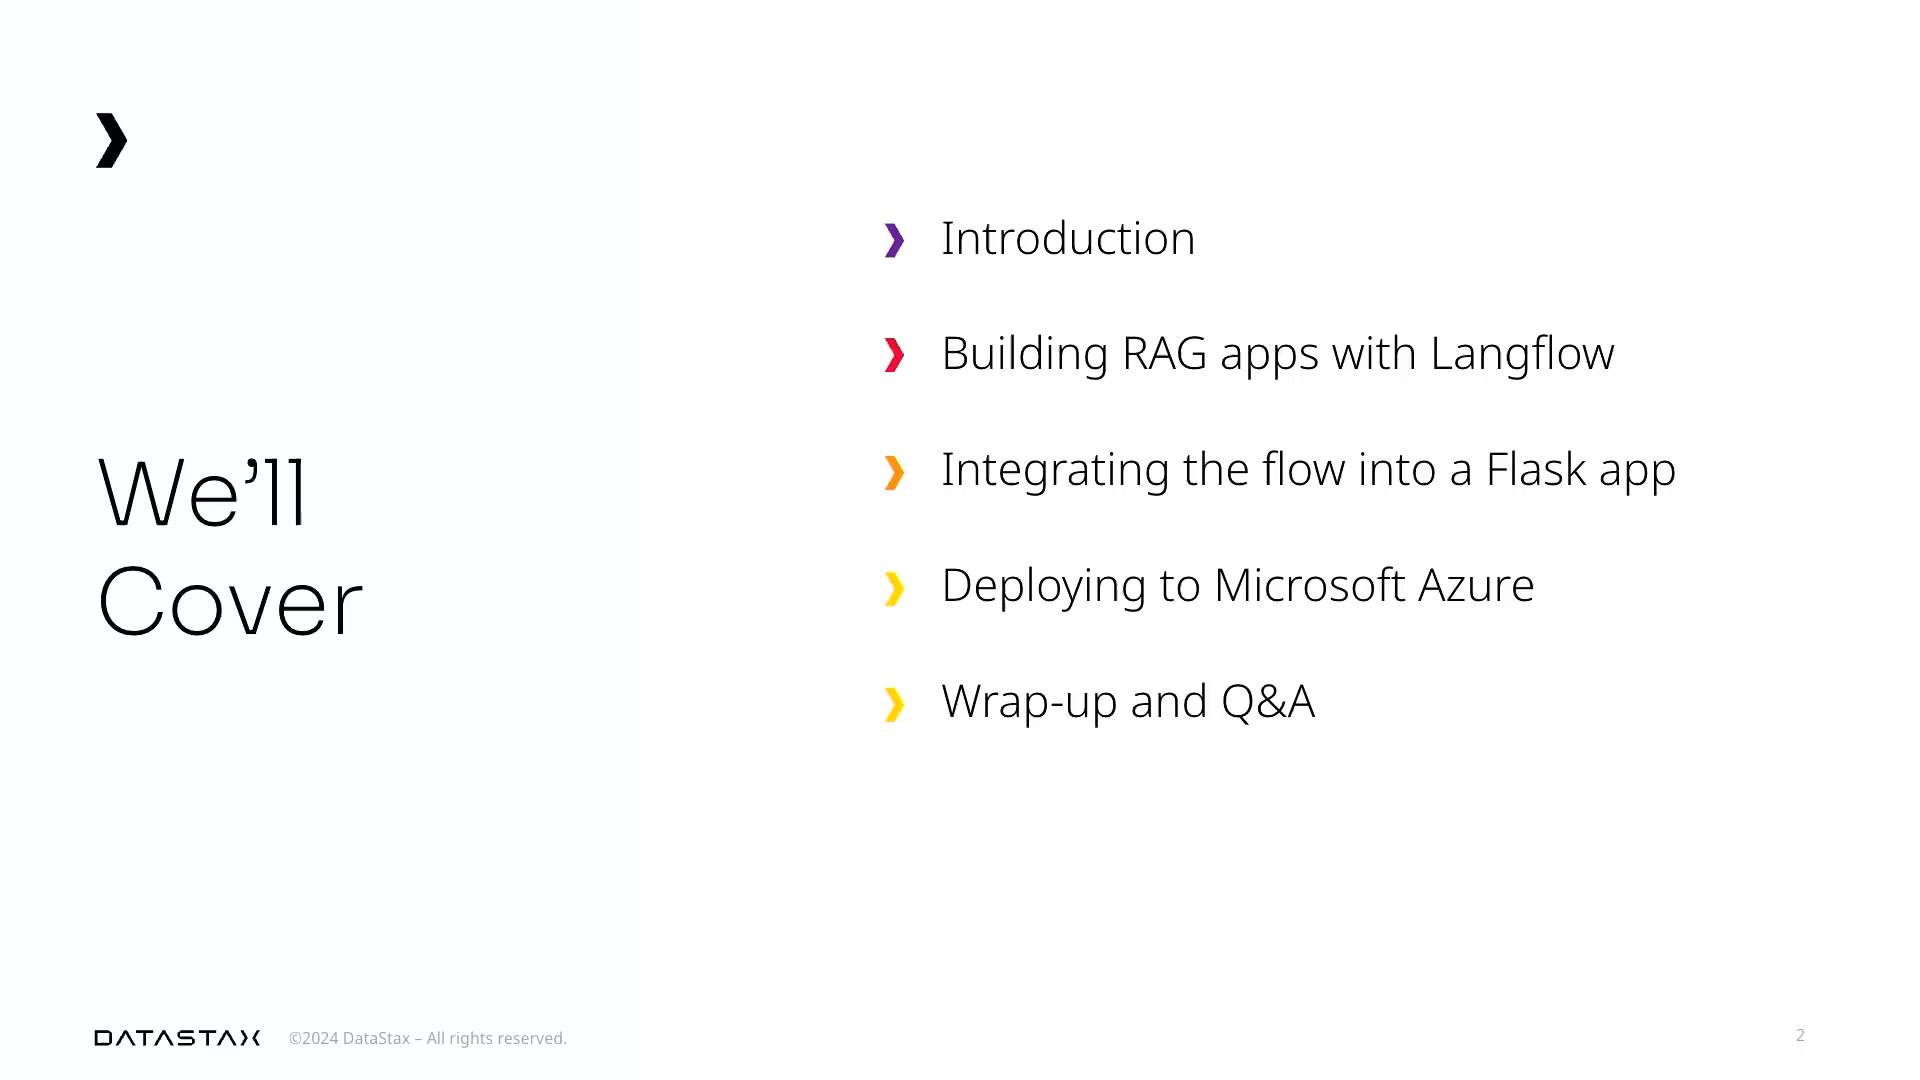 We’ll
Cover
Introduction
Building RAG apps with Langflow
Integrating the flow into a Flask app
Deploying to Microsoft Azure
Wrap-up and Q&A
DATASTAX ©2024 DataStax – All rights reserved.
2